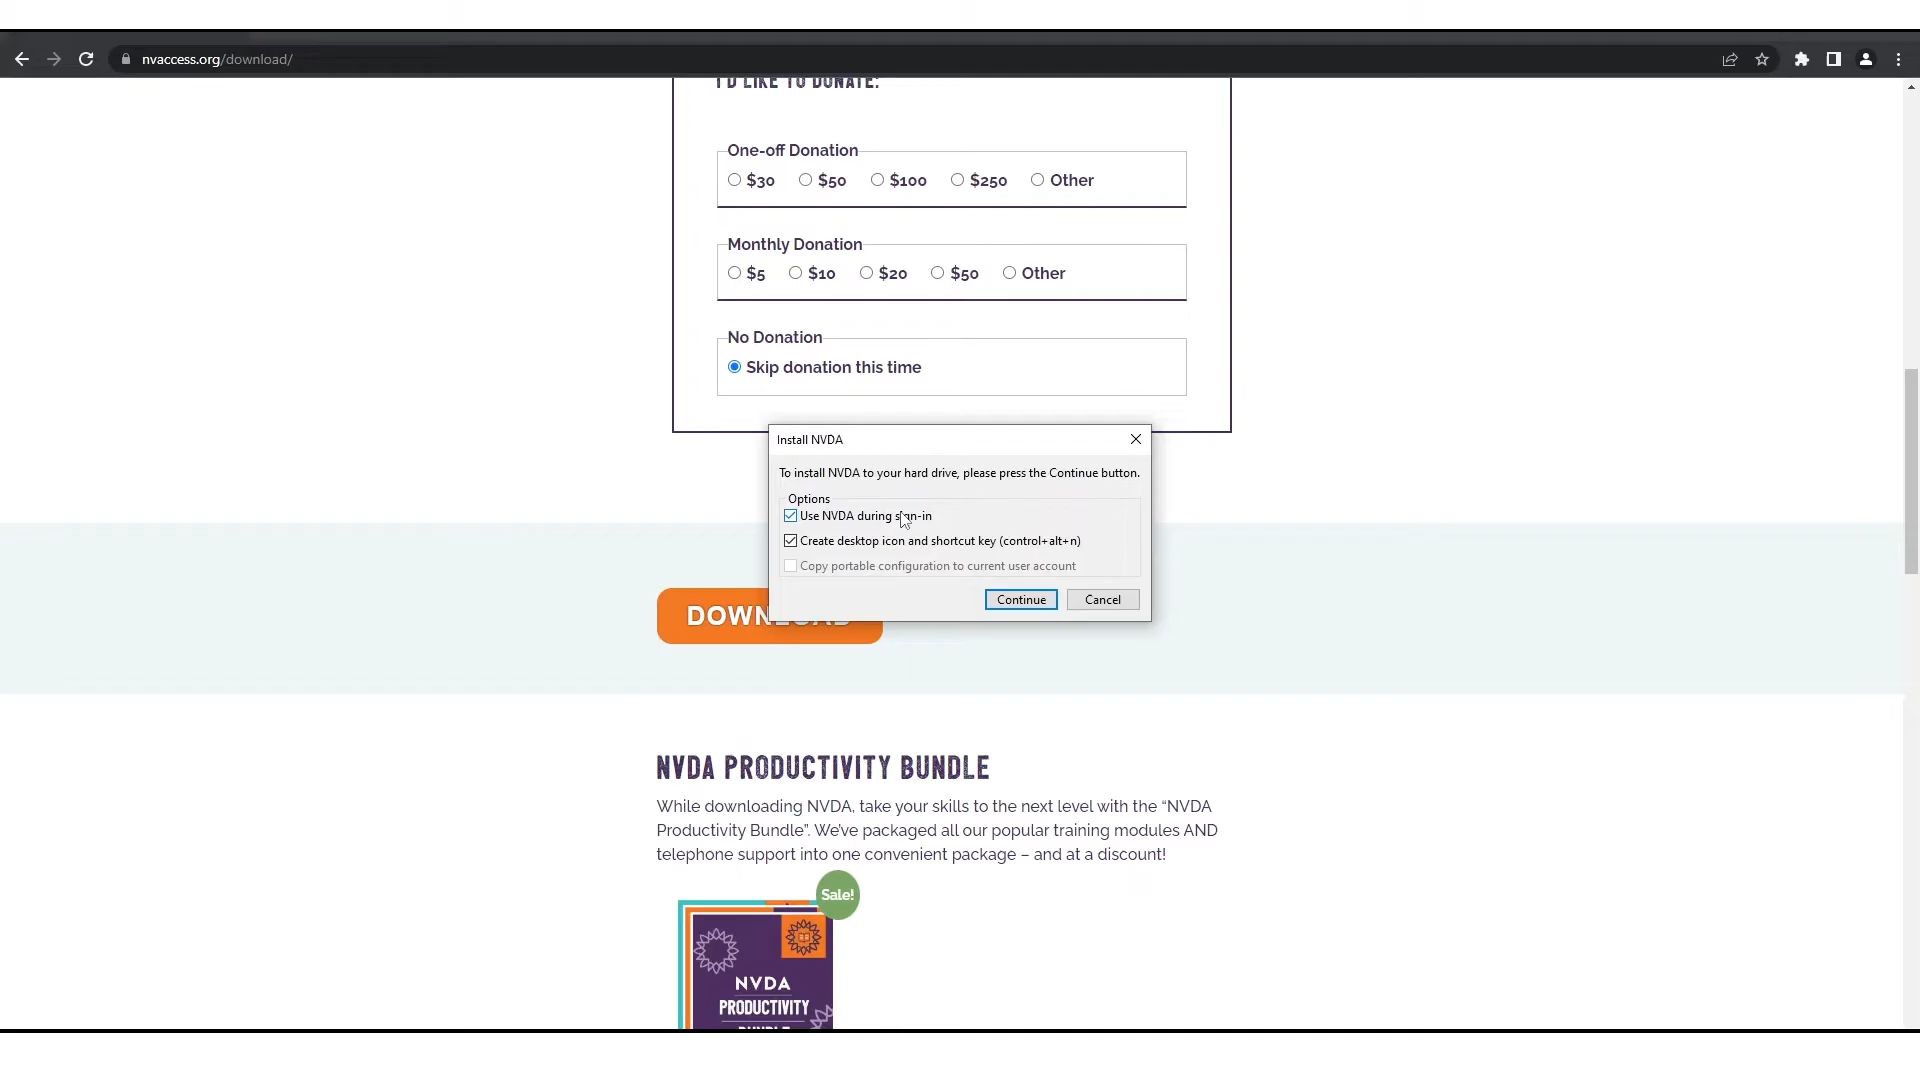 nvaccess.org/download/
I'D LIKE TO DONATE:
One-off Donation
$30 $50 $100 $250 Other
Monthly Donation
$5 $10 $20 $50 Other
No Donation
Skip donation this time
Install NVDA
To install NVDA to your hard drive, please press the Continue button.
Options
Use NVDA during sign-in
Create desktop icon and shortcut key (control+alt+n)
Copy portable configuration to current user account
Continue Cancel
DOWNLOAD
NVDA PRODUCTIVITY BUNDLE
While downloading NVDA, take your skills to the next level with the “NVDA
Productivity Bundle”. We’ve packaged all our popular training modules AND
telephone support into one convenient package – and at a discount!
Sale!
NVDA
PRODUCTIVITY
BUNDLE